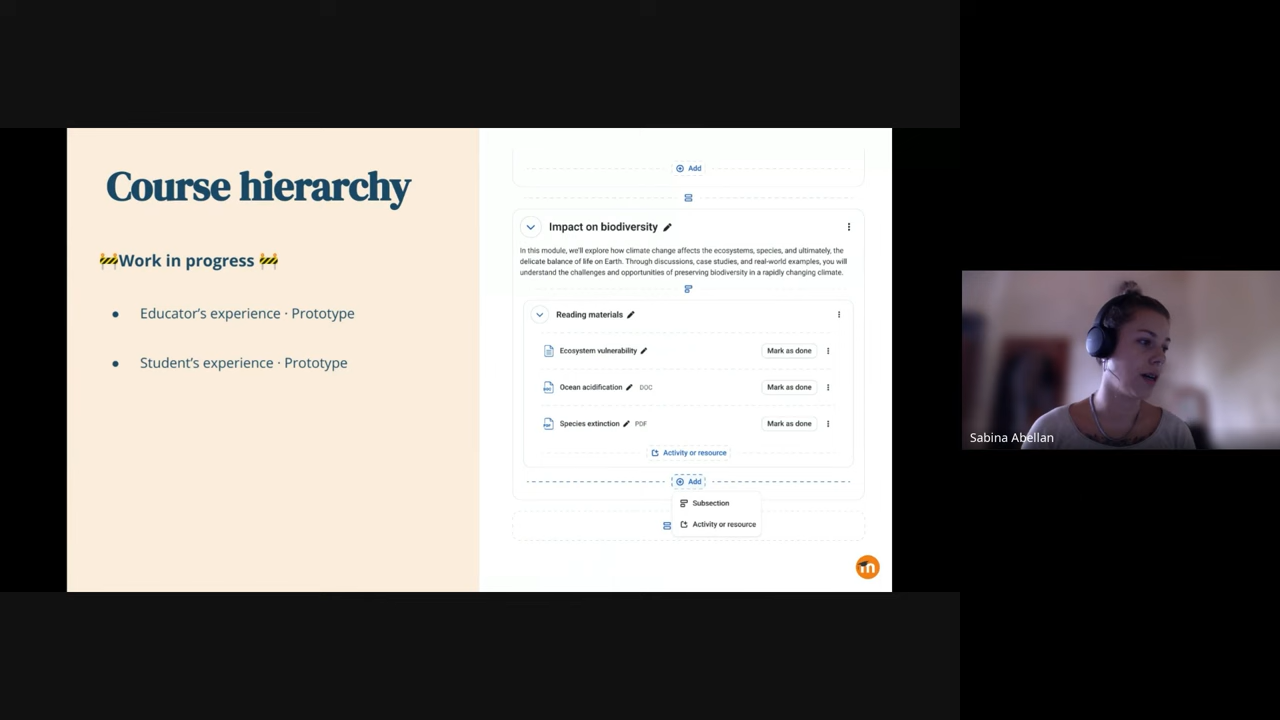 Course hierarchy
🚧Work in progress 🚧
● Educator's experience · Prototype
● Student's experience · Prototype
Add
Impact on biodiversity
In this module, we'll explore how climate change affects the ecosystems, species, and ultimately, the
delicate balance of life on Earth. Through discussions, case studies, and real-world examples, you will
understand the challenges and opportunities of preserving biodiversity in a rapidly changing climate.
Reading materials
Ecosystem vulnerability Mark as done
DOC Ocean acidification DOC Mark as done
PDF Species extinction PDF Mark as done
Activity or resource
Add
Subsection
Activity or resource
m
Sabina Abellan